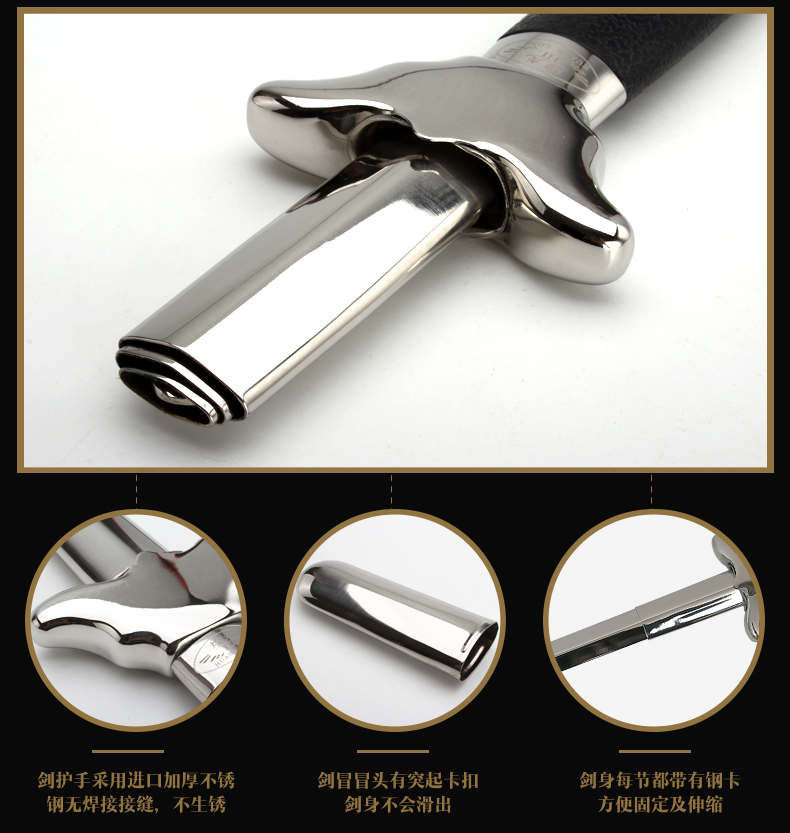 剑护手采用进口加厚不锈
钢无焊接接缝，不生锈
剑冒冒头有突起卡扣
剑身不会滑出
剑身每节都带有钢卡
方便固定及伸缩